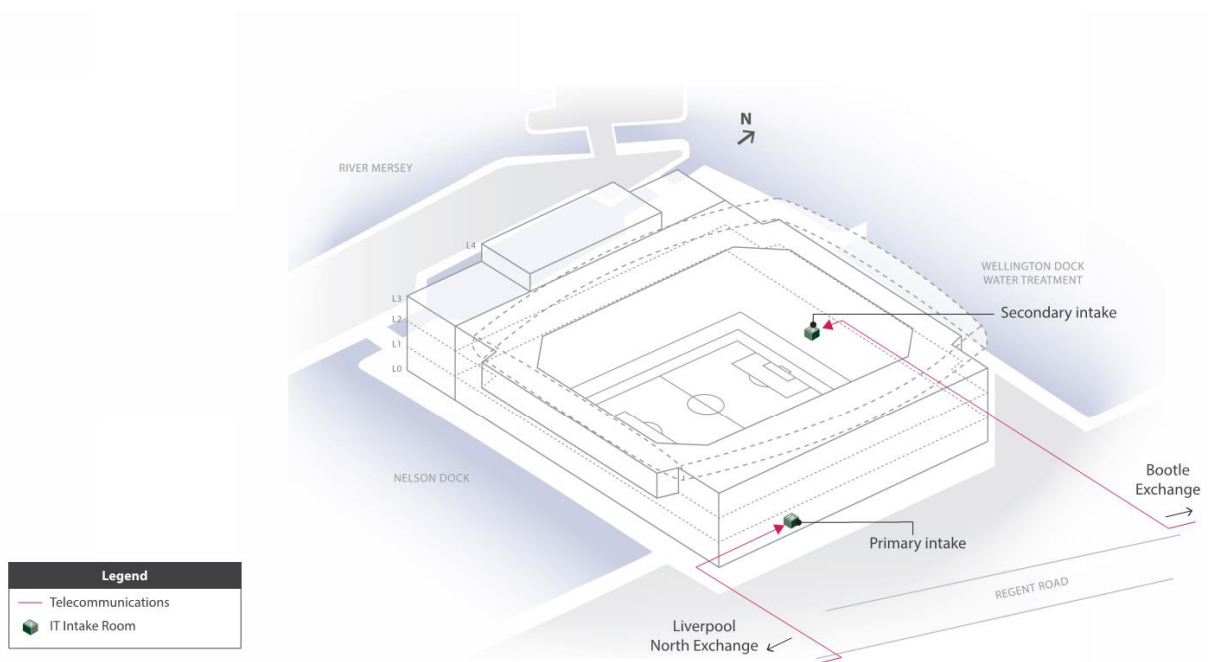 N
RIVER MERSEY
L4
WELLINGTON DOCK
WATER TREATMENT
L3
Secondary intake
L2
L1
L0
NELSON DOCK
Bootle
Exchange
Primary intake
Legend
Telecommunications
IT Intake Room
REGENT ROAD
Liverpool
North Exchange